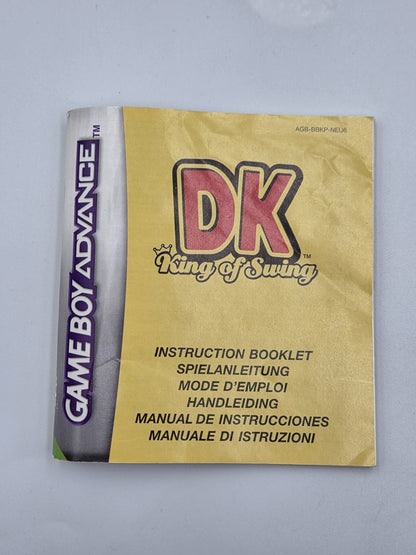 AGB-BBKP-NEU6
GAME BOY ADVANCE™
DK
King of Swing™
INSTRUCTION BOOKLET
SPIELANLEITUNG
MODE D'EMPLOI
HANDLEIDING
MANUAL DE INSTRUCCIONES
MANUALE DI ISTRUZIONI